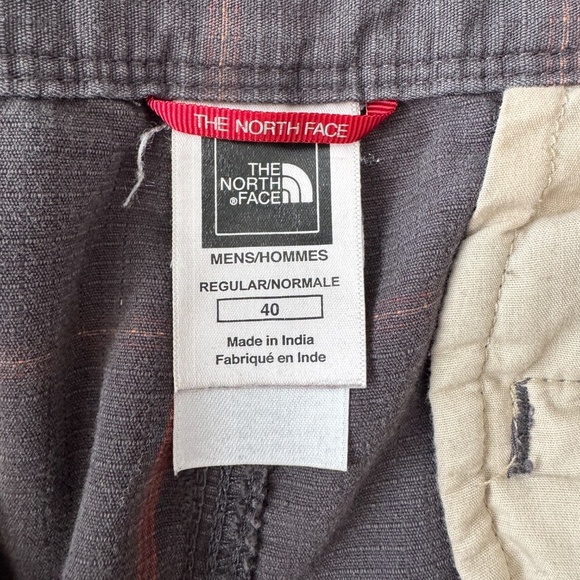 THE NORTH FACE
THE
NORTH
®FACE
MENS/HOMMES
REGULAR/NORMALE
40
Made in India
Fabriqué en Inde